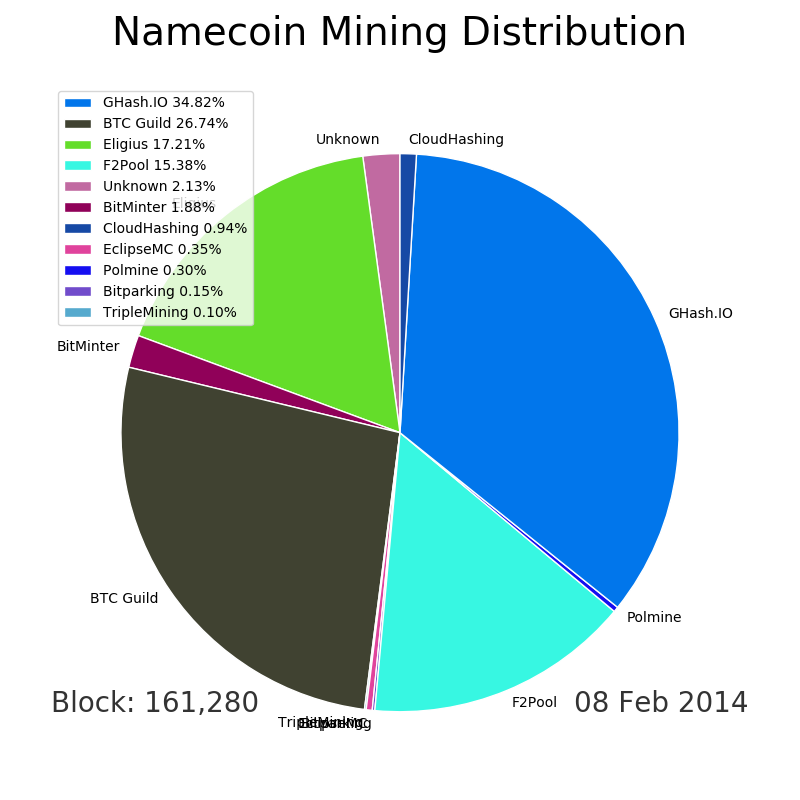 Namecoin Mining Distribution
GHash.IO 34.82%
BTC Guild 26.74%
Eligius 17.21%
F2Pool 15.38%
Unknown 2.13%
BitMinter 1.88%
CloudHashing 0.94%
EclipseMC 0.35%
Polmine 0.30%
Bitparking 0.15%
TripleMining 0.10%
Unknown
CloudHashing
Eligius
GHash.IO
BitMinter
BTC Guild
Polmine
F2Pool
Block: 161,280
08 Feb 2014